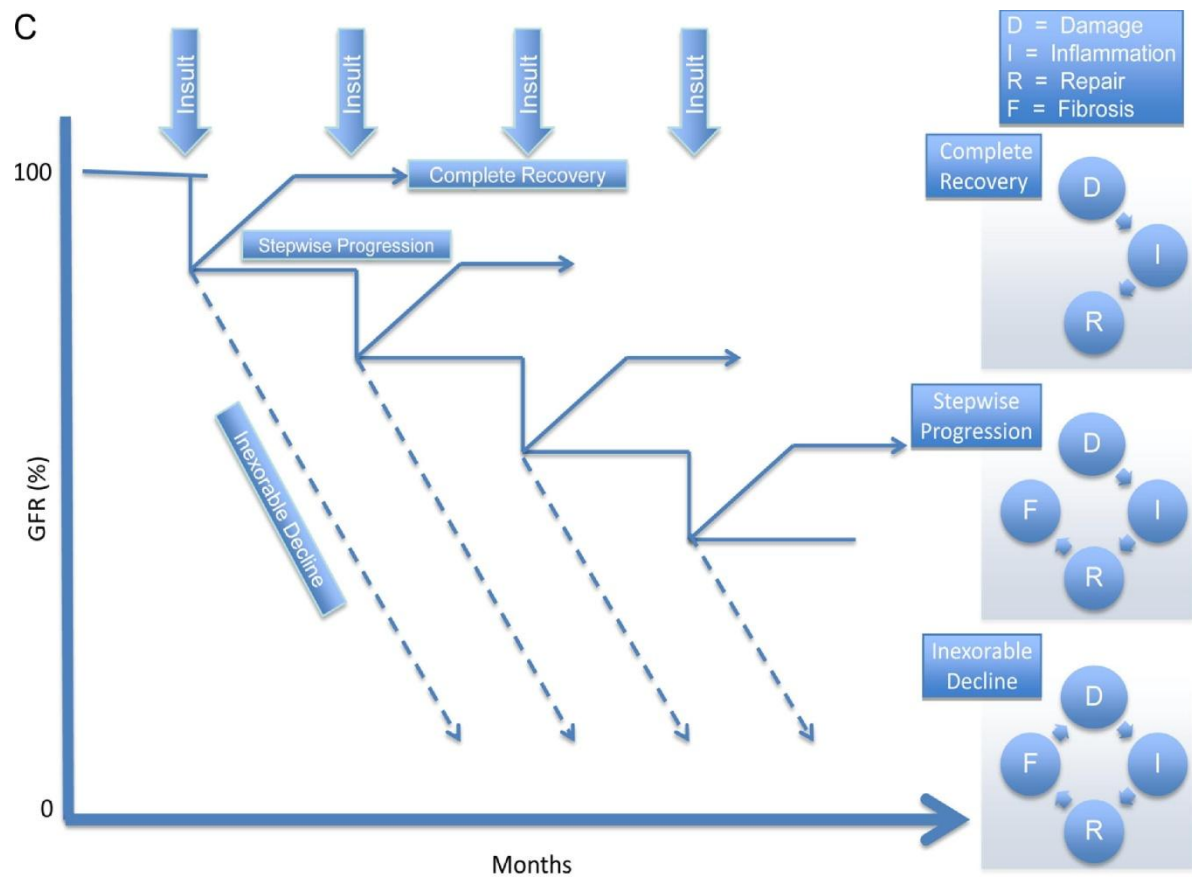 C
Insult
Insult
Insult
Insult
D = Damage
I = Inflammation
R = Repair
F = Fibrosis
100
Complete Recovery
Stepwise Progression
Inexorable Decline
GFR (%)
0
Months
Complete
Recovery
D
I
R
Stepwise
Progression
D
F
I
R
Inexorable
Decline
D
F
I
R